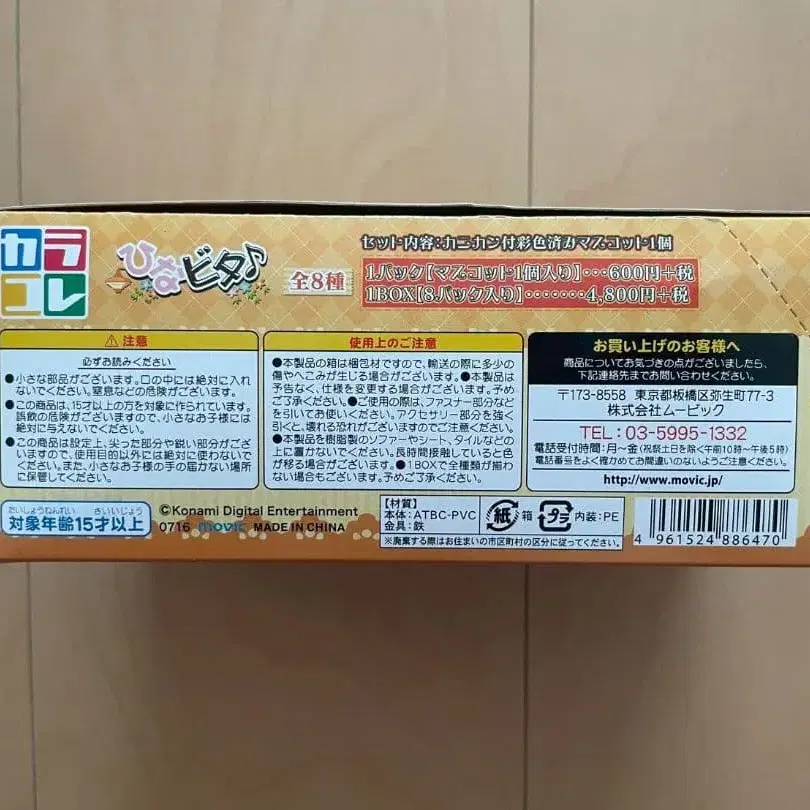 カラ
コレ
ひなビタ♪
全8種
セット内容:カニカン付彩色済みマスコット1個
1パック【マスコット1個入り】…600円+税
1BOX【8パック入り】………4,800円+税
⚠注意
必ずお読みください
●小さな部品がございます。口の中には絶対に入れ
ないでください。窒息などの危険がございます。
●この商品は、15才以上の方を対象に作られています。
誤飲の危険がございますので、小さなお子様には
絶対に与えないでください。
●この商品は設定上、尖った部分や鋭い部分がござい
ますので、使用目的以外には絶対に使わないでくだ
さい。また、小さなお子様の手の届かない場所
に保管してください。
使用上のご注意
●本製品の箱は梱包材ですので、輸送の際に多少の
傷やへこみが生じる場合がございます。●本製品は
予告なく、仕様を変更する場合がございます。予め
ご了承ください。●ご使用の際は、ファスナー部分など
を引いてお使いください。アクセサリー部分を強く
引くと、壊れる恐れがございますのでご注意ください。
●本製品を樹脂製のソファーやシート、タイルなどの
上に置かないでください。長時間接触していると色
が移る場合がございます。●1BOXで全種類が揃わ
ない場合もございます。予めご了承ください。
お買い上げのお客様へ
商品についてお気づきの点がございましたら、
下記連絡先までお問い合わせください。
〒173-8558 東京都板橋区弥生町77-3
株式会社ムービック
TEL:03-5995-1332
電話受付時間:月~金(祝祭土日を除く午前10時~午後5時)
電話番号をよく確かめてお間違いのないようご注意ください。
http://www.movic.jp/
たいしょうねんれい さいいじょう
対象年齢15才以上
©Konami Digital Entertainment
0716 movic MADE IN CHINA
【材質】
本体:ATBC-PVC
金具:鉄
紙 箱 プラ 内装:PE
※廃棄する際はお住まいの市区町村の区分に従ってください。
4 961524 886470